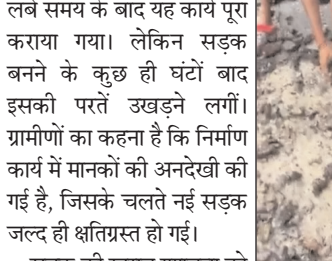 लंबे समय के बाद यह कार्य पूरा
कराया गया। लेकिन सड़क
बनने के कुछ ही घंटों बाद
इसकी परतें उखड़ने लगीं।
ग्रामीणों का कहना है कि निर्माण
कार्य में मानकों की अनदेखी की
गई है, जिसके चलते नई सड़क
जल्द ही क्षतिग्रस्त हो गई।